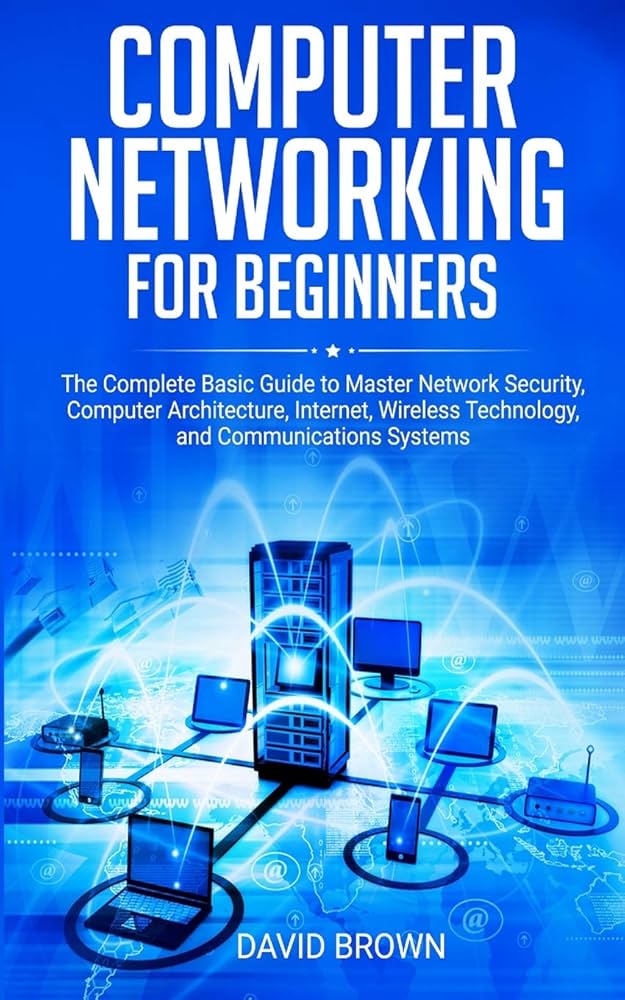 COMPUTER
NETWORKING
FOR BEGINNERS
The Complete Basic Guide to Master Network Security,
Computer Architecture, Internet, Wireless Technology,
and Communications Systems
DAVID BROWN